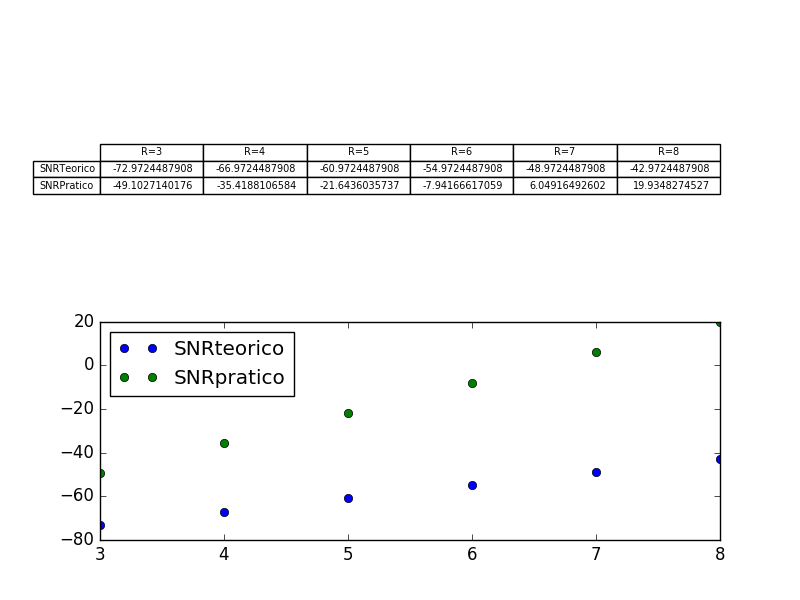 R=3 R=4 R=5 R=6 R=7 R=8
SNRTeorico -72.9724487908 -66.9724487908 -60.9724487908 -54.9724487908 -48.9724487908 -42.9724487908
SNRPratico -49.1027140176 -35.4188106584 -21.6436035737 -7.94166617059 6.04916492602 19.9348274527
20
0
−20
−40
−60
−80
SNRteorico
SNRpratico
3 4 5 6 7 8